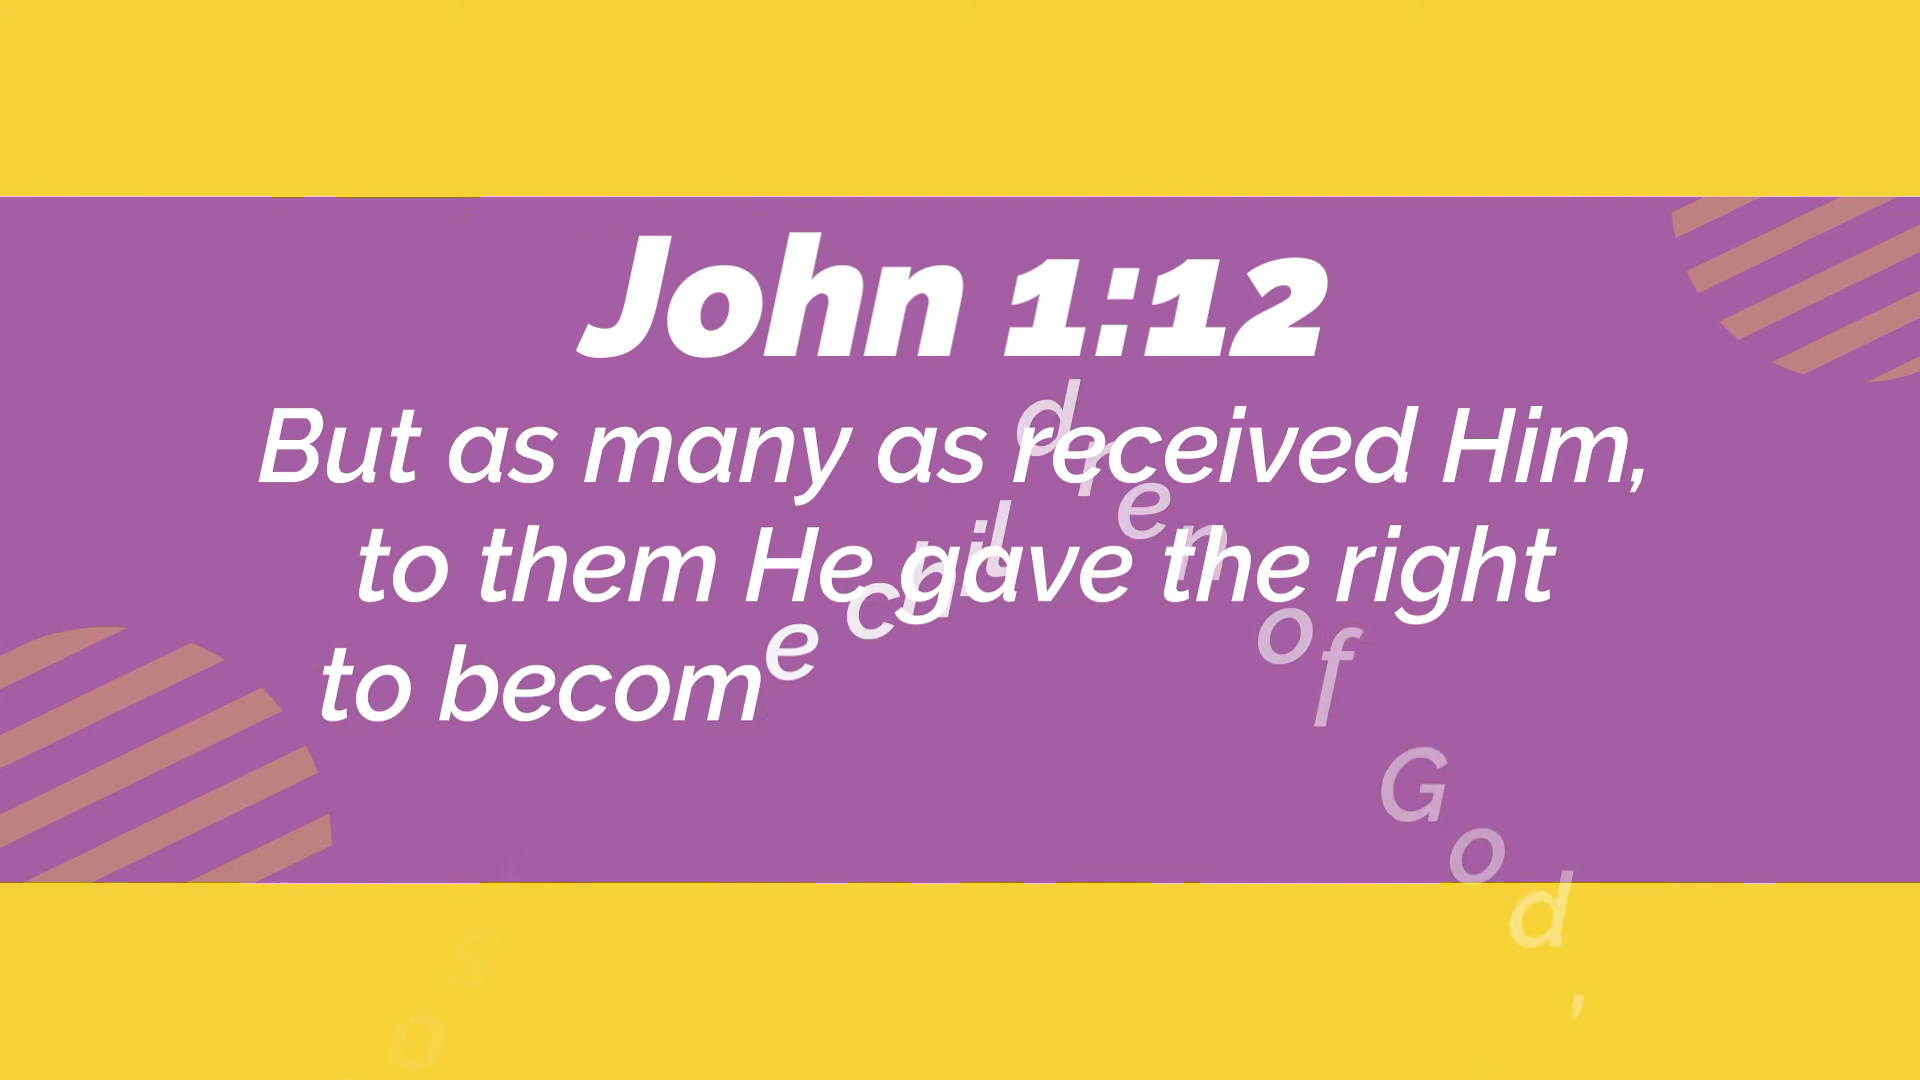 John 1:12
But as many as received Him,
to them He gave the right
to become children of God,